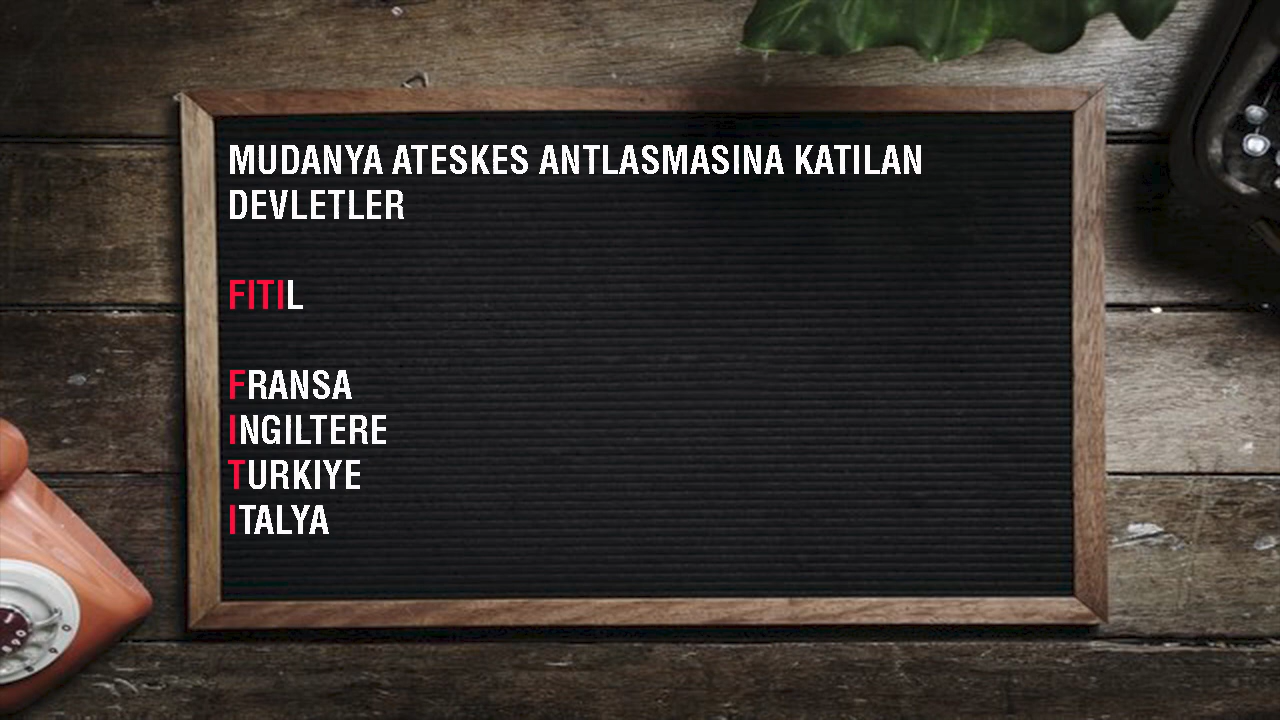 MUDANYA ATESKES ANTLASMASINA KATILAN
DEVLETLER
FITIL
FRANSA
INGILTERE
TURKIYE
ITALYA